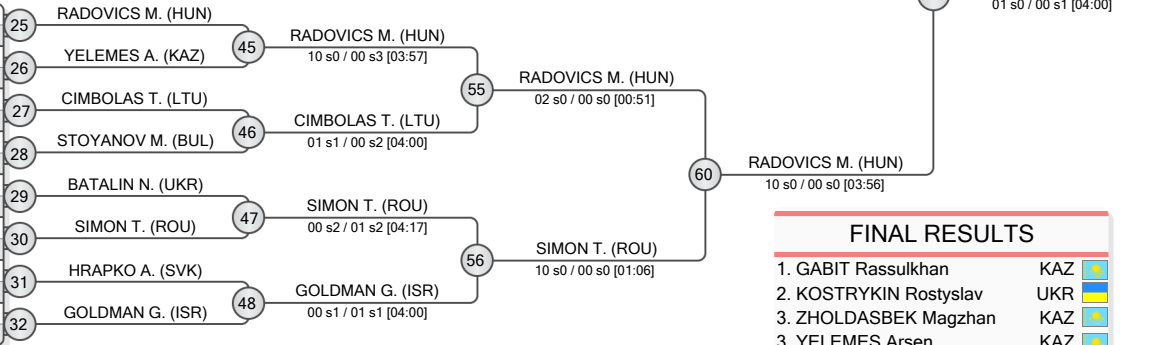 01 s0 / 00 s1 [04:00]
25
RADOVICS M. (HUN)
26
YELEMES A. (KAZ)
45
RADOVICS M. (HUN)
10 s0 / 00 s3 [03:57]
27
CIMBOLAS T. (LTU)
28
STOYANOV M. (BUL)
46
CIMBOLAS T. (LTU)
01 s1 / 00 s2 [04:00]
55
RADOVICS M. (HUN)
02 s0 / 00 s0 [00:51]
29
BATALIN N. (UKR)
30
SIMON T. (ROU)
47
SIMON T. (ROU)
00 s2 / 01 s2 [04:17]
31
HRAPKO A. (SVK)
32
GOLDMAN G. (ISR)
48
GOLDMAN G. (ISR)
00 s1 / 01 s1 [04:00]
56
SIMON T. (ROU)
10 s0 / 00 s0 [01:06]
60
RADOVICS M. (HUN)
10 s0 / 00 s0 [03:56]
FINAL RESULTS
1. GABIT Rassulkhan KAZ
2. KOSTRYKIN Rostyslav UKR
3. ZHOLDASBEK Magzhan KAZ
3. YELEMES Arsen KAZ